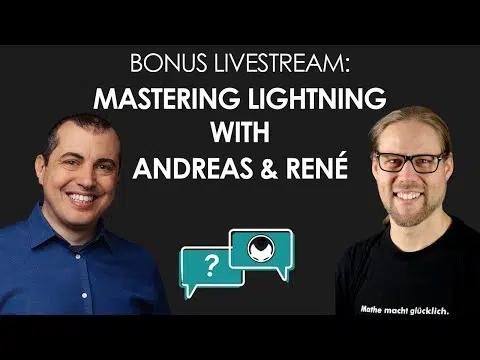 BONUS LIVESTREAM:
MASTERING LIGHTNING
WITH
ANDREAS & RENÉ
?
Mathe macht glücklich.